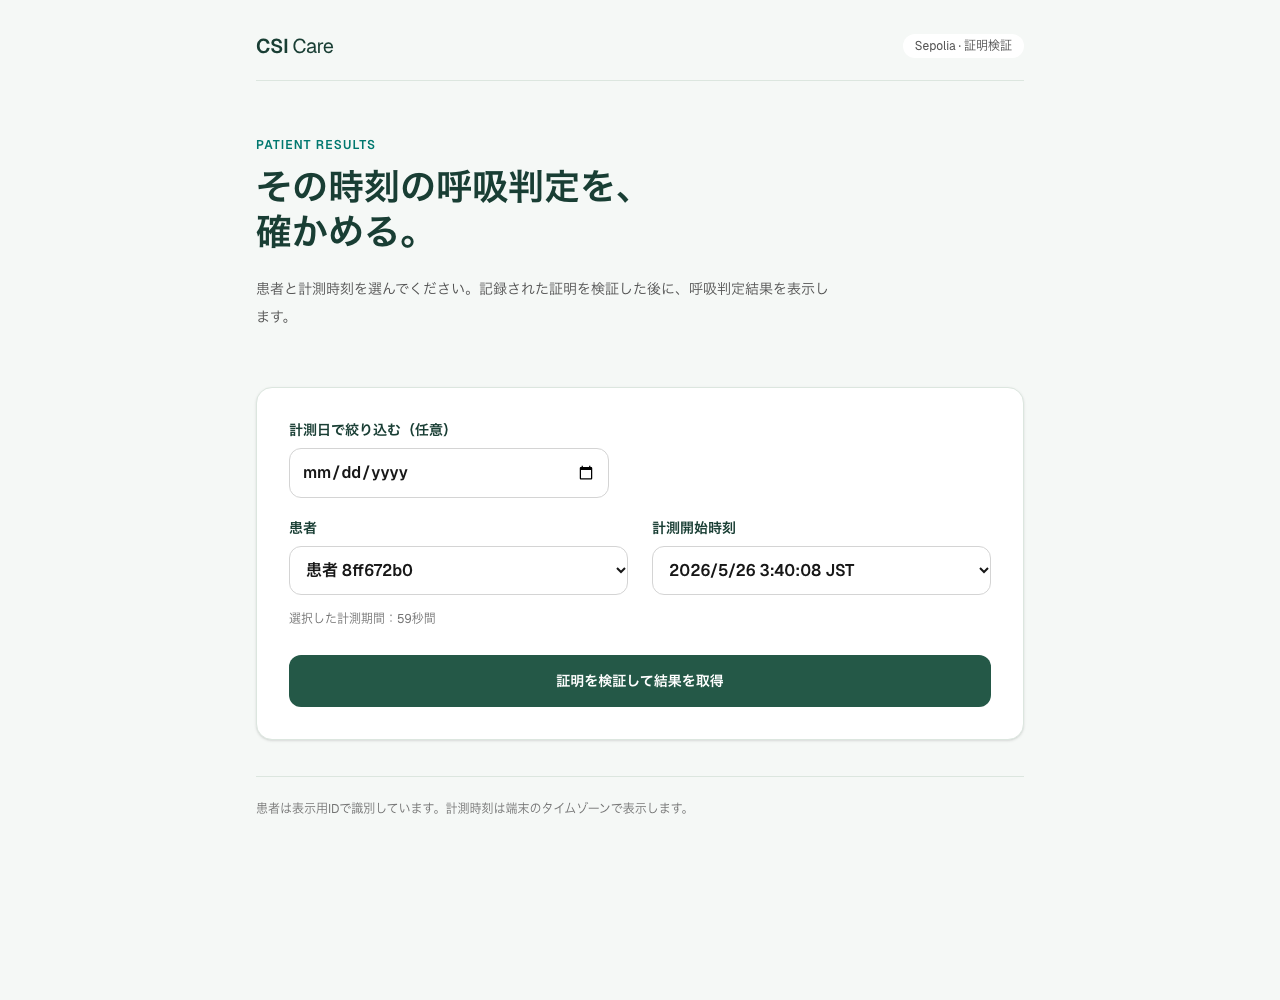 CSI Care
Sepolia · 証明検証
PATIENT RESULTS
その時刻の呼吸判定を、
確かめる。
患者と計測時刻を選んでください。記録された証明を検証した後に、呼吸判定結果を表示し
ます。
計測日で絞り込む（任意）
mm/dd/yyyy
患者
計測開始時刻
患者 8ff672b0
2026/5/26 3:40:08 JST
選択した計測期間：59秒間
証明を検証して結果を取得
患者は表示用IDで識別しています。計測時刻は端末のタイムゾーンで表示します。